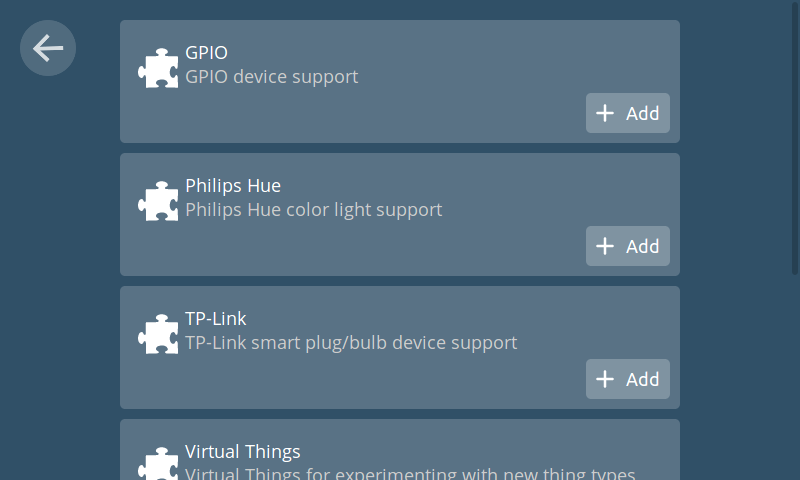 GPIO
GPIO device support
+ Add
Philips Hue
Philips Hue color light support
+ Add
TP-Link
TP-Link smart plug/bulb device support
+ Add
Virtual Things
Virtual Things for experimenting with new thing types